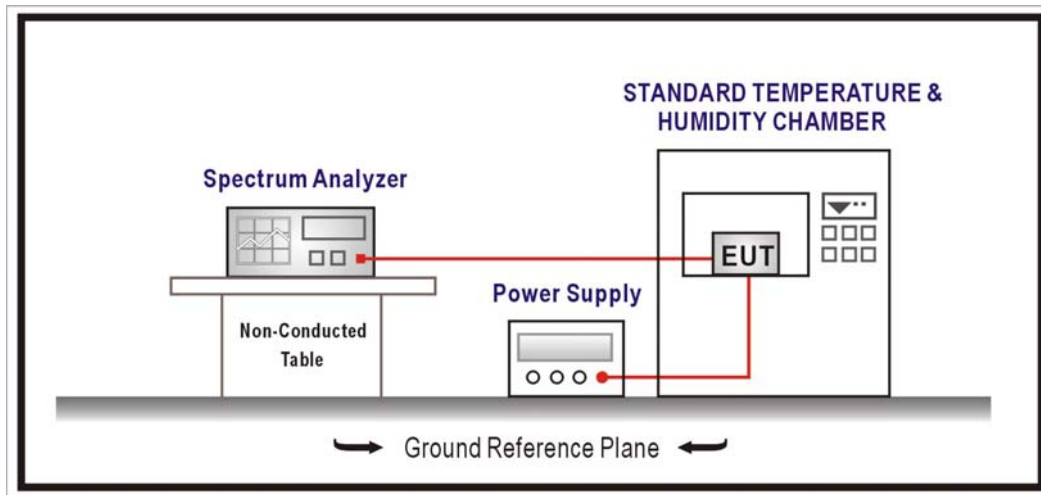 STANDARD TEMPERATURE &
HUMIDITY CHAMBER
Spectrum Analyzer
EUT
Power Supply
Non-Conducted
Table
Ground Reference Plane